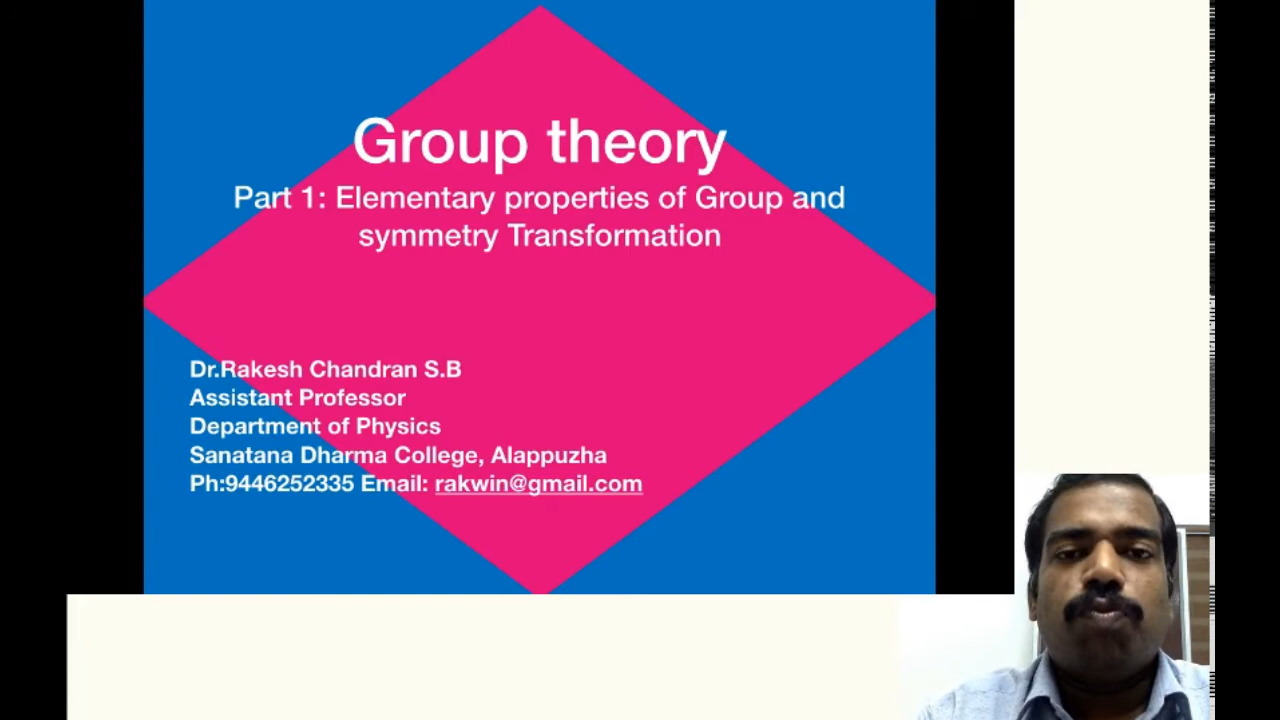 Group theory
Part 1: Elementary properties of Group and
symmetry Transformation
Dr.Rakesh Chandran S.B
Assistant Professor
Department of Physics
Sanatana Dharma College, Alappuzha
Ph:9446252335 Email: rakwin@gmail.com